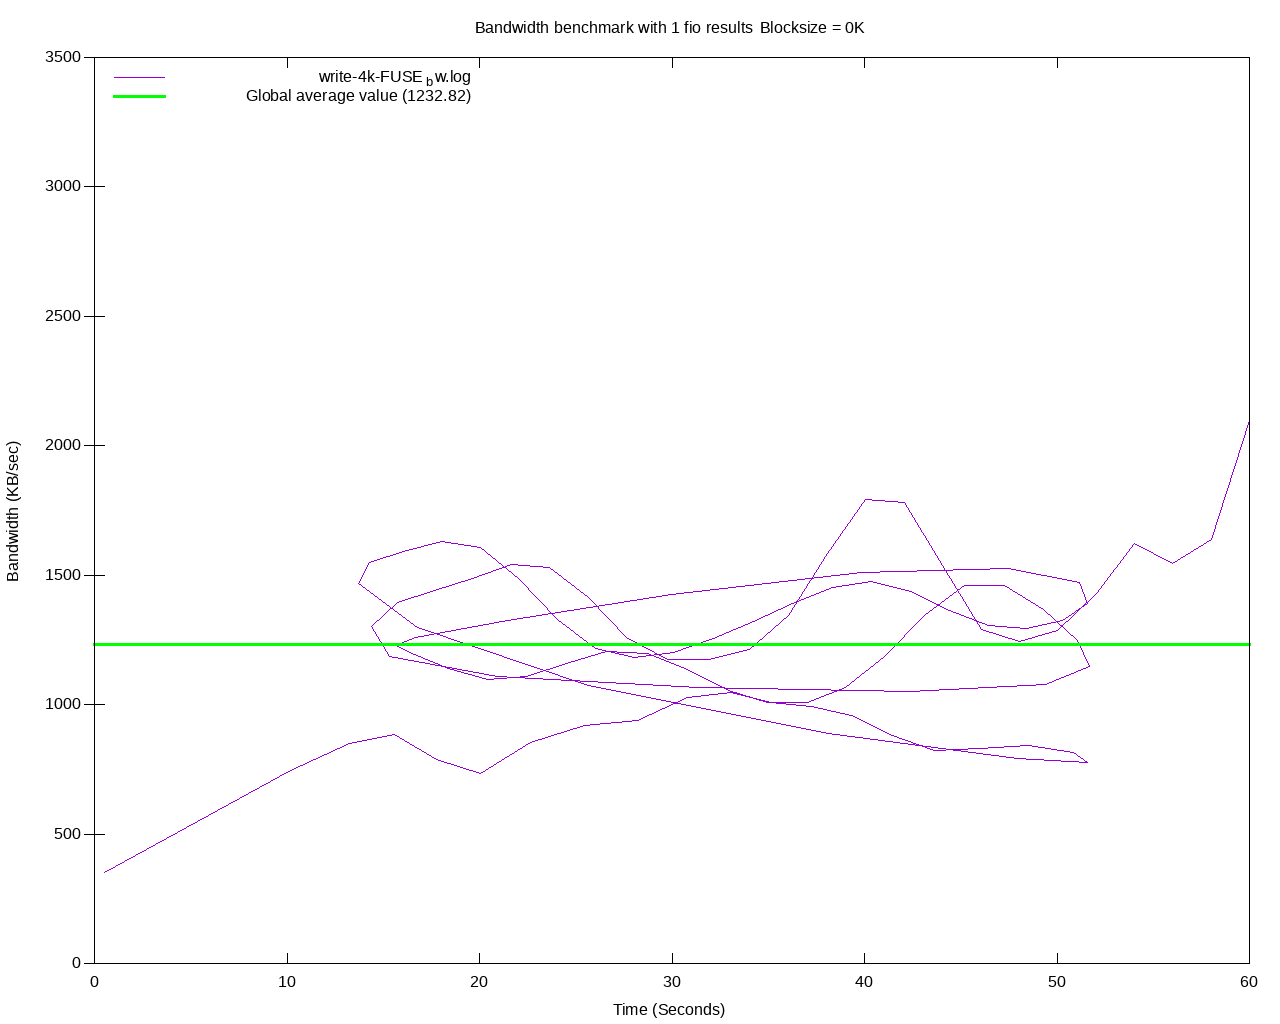 Bandwidth benchmark with 1 fio results Blocksize = 0K
3500
write-4k-FUSE_bw.log
Global average value (1232.82)
3000
2500
2000
Bandwidth (KB/sec)
1500
1000
500
0
0 10 20 30 40 50 60
Time (Seconds)